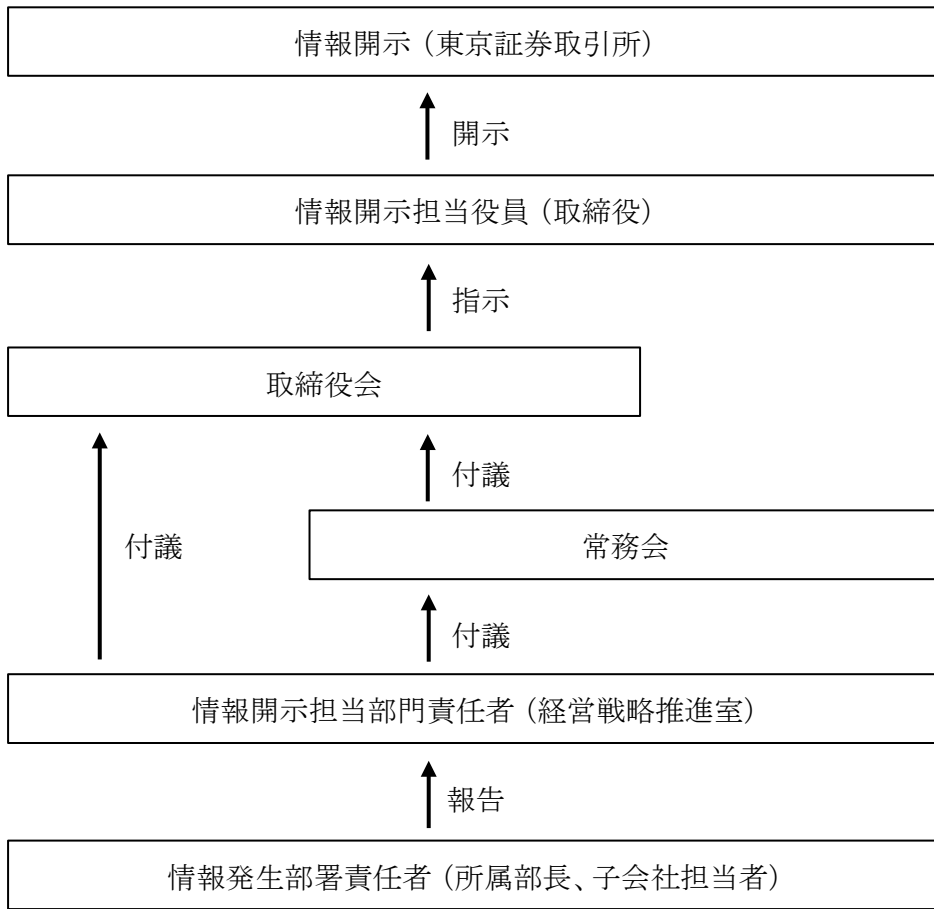 情報開示（東京証券取引所）
開示
情報開示担当役員（取締役）
指示
取締役会
付議
付議
常務会
付議
情報開示担当部門責任者（経営戦略推進室）
報告
情報発生部署責任者（所属部長、子会社担当者）